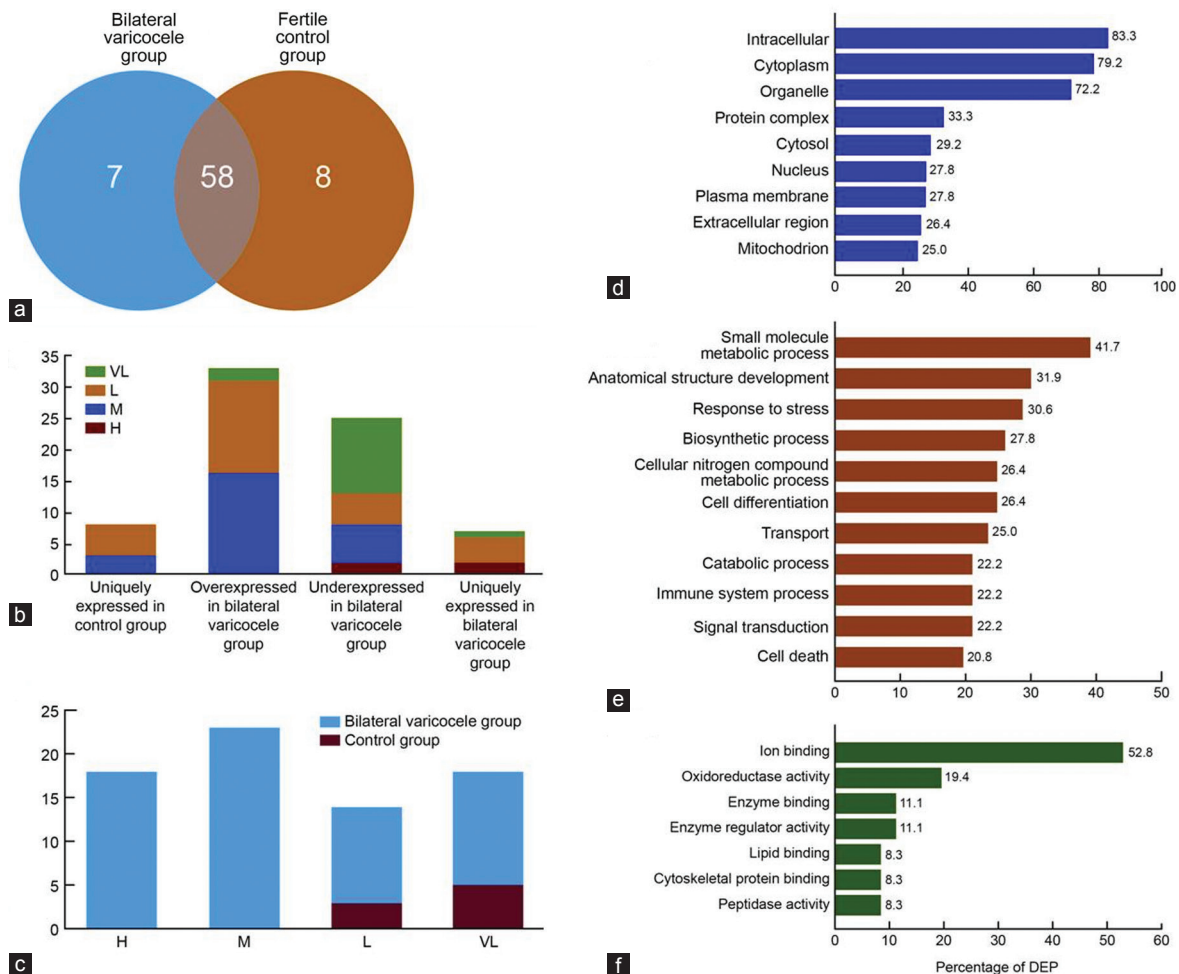 Bilateral
varicocele
group
Fertile
control
group
7
58
8
a
35
30
25
20
15
10
5
0
VL
L
M
H
Uniquely
expressed in
control group
Overexpressed
in bilateral
varicocele
group
Underexpressed
in bilateral
varicocele
group
Uniquely
expressed in
bilateral
varicocele
group
b
25
20
15
10
5
0
Bilateral varicocele group
Control group
H
M
L
VL
c
Intracellular
83.3
Cytoplasm
79.2
Organelle
72.2
Protein complex
33.3
Cytosol
29.2
Nucleus
27.8
Plasma membrane
27.8
Extracellular region
26.4
Mitochodrion
25.0
0 20 40 60 80 100
d
Small molecule
metabolic process
41.7
Anatomical structure development
31.9
Response to stress
30.6
Biosynthetic process
27.8
Cellular nitrogen compound
metabolic process
26.4
Cell differentiation
26.4
Transport
25.0
Catabolic process
22.2
Immune system process
22.2
Signal transduction
22.2
Cell death
20.8
0 10 20 30 40 50
e
Ion binding
52.8
Oxidoreductase activity
19.4
Enzyme binding
11.1
Enzyme regulator activity
11.1
Lipid binding
8.3
Cytoskeletal protein binding
8.3
Peptidase activity
8.3
0 10 20 30 40 50 60
Percentage of DEP
f